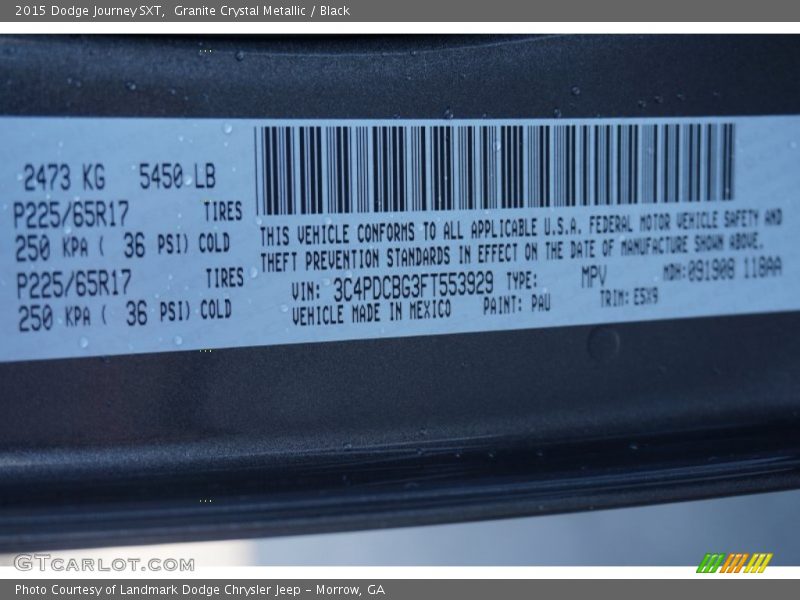 2015 Dodge Journey SXT, Granite Crystal Metallic / Black
2473 KG 5450 LB
P225/65R17 TIRES
250 KPA ( 36 PSI) COLD
P225/65R17 TIRES
250 KPA ( 36 PSI) COLD
THIS VEHICLE CONFORMS TO ALL APPLICABLE U.S.A. FEDERAL MOTOR VEHICLE SAFETY AND
THEFT PREVENTION STANDARDS IN EFFECT ON THE DATE OF MANUFACTURE SHOWN ABOVE.
VIN: 3C4PDCBG3FT553929 TYPE: MPV MDH:091908 118AA
VEHICLE MADE IN MEXICO PAINT: PAU TRIM: E5X9
GTCARLOT.COM
Photo Courtesy of Landmark Dodge Chrysler Jeep - Morrow, GA